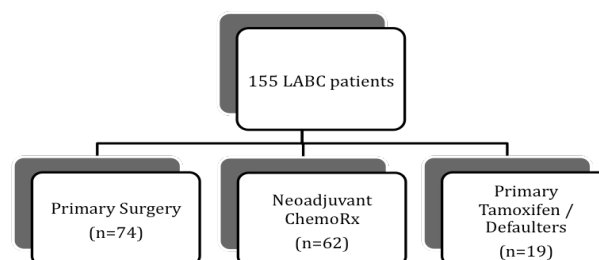 155 LABC patients
Primary Surgery
(n=74)
Neoadjuvant
ChemoRx
(n=62)
Primary
Tamoxifen /
Defaulters
(n=19)